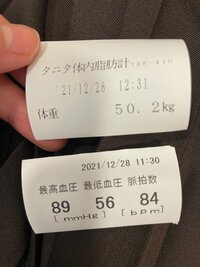 タニタ体内脂肪計:BF-410
'21/12/28 12:31
体重 50.2kg
2021/12/28 11:30
最高血圧 最低血圧 脈拍数
89 56 84
[mmHg] [bPm]